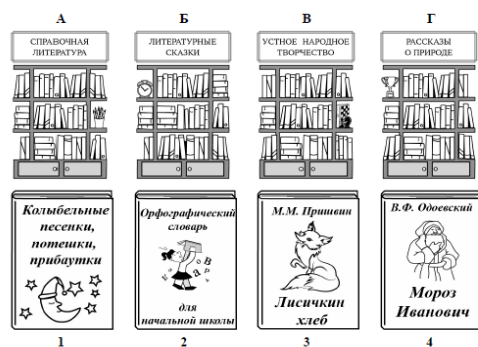 А Б В Г
СПРАВОЧНАЯ
ЛИТЕРАТУРА
ЛИТЕРАТУРНЫЕ
СКАЗКИ
УСТНОЕ НАРОДНОЕ
ТВОРЧЕСТВО
РАССКАЗЫ
О ПРИРОДЕ
Колыбельные
песенки,
потешки,
прибаутки
Орфографический
словарь
для
начальной школы
М.М. Пришвин
Лисичкин
хлеб
В.Ф. Одоевский
Мороз
Иванович
1 2 3 4